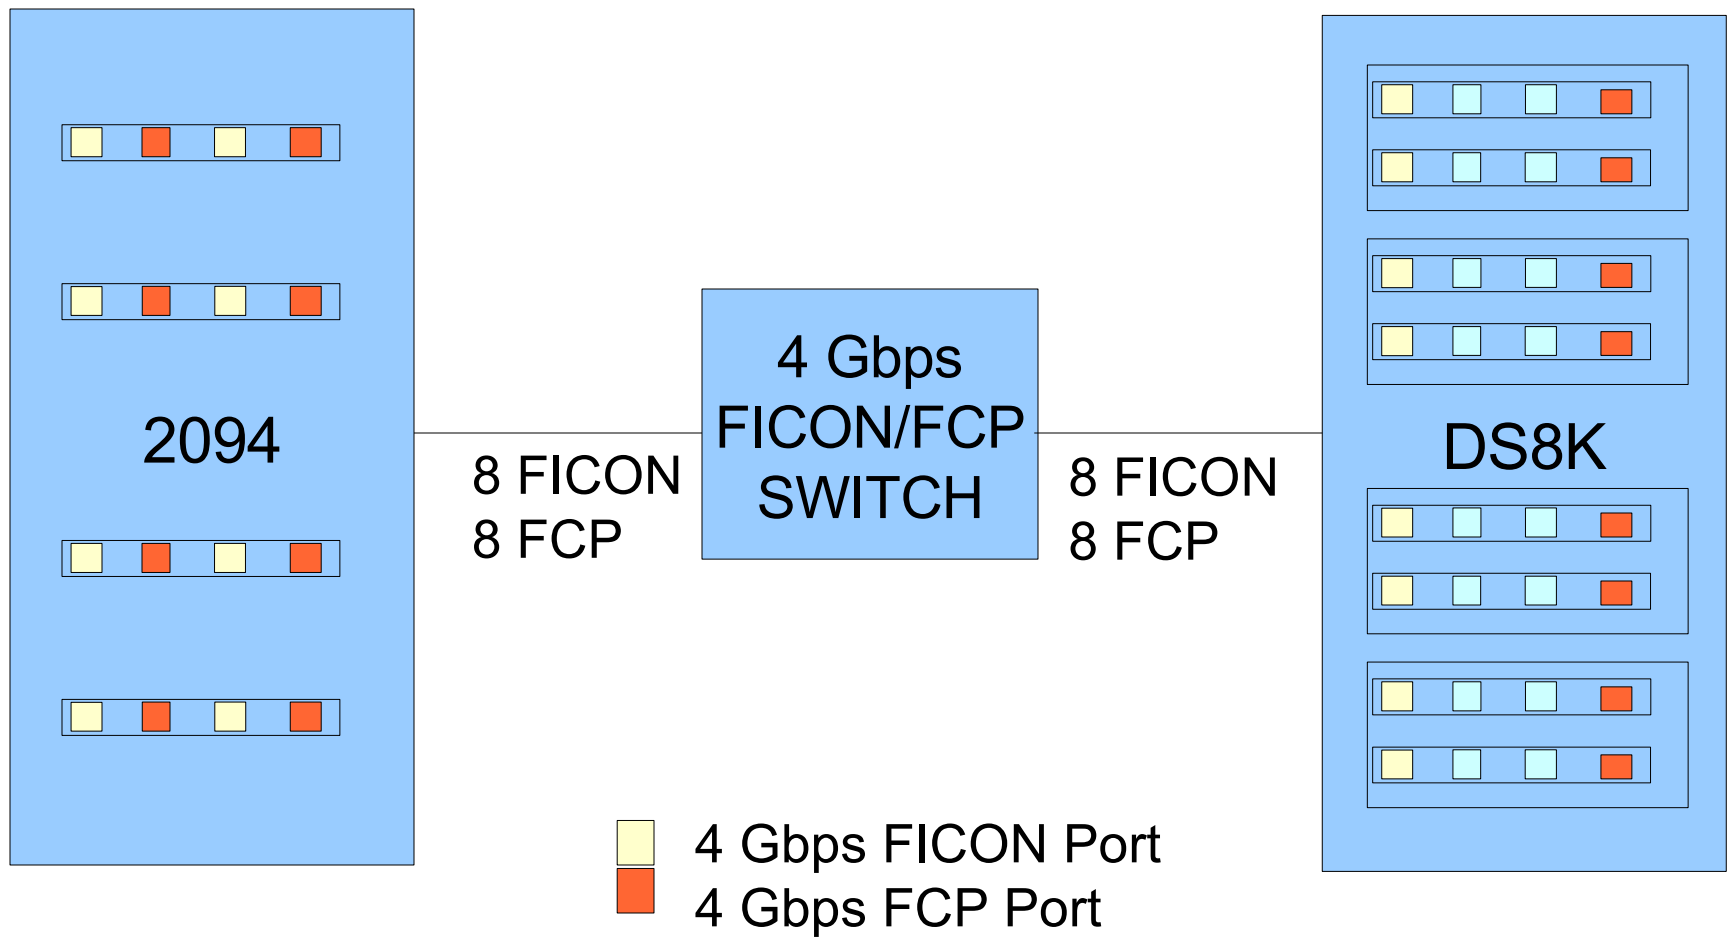 2094
8 FICON
8 FCP
4 Gbps
FICON/FCP
SWITCH
8 FICON
8 FCP
DS8K
4 Gbps FICON Port
4 Gbps FCP Port